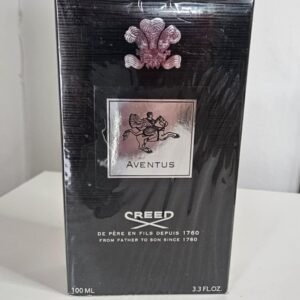 AVENTUS
CREED
DE PÈRE EN FILS DEPUIS 1760
FROM FATHER TO SON SINCE 1760
100 ML 3.3 FL.OZ.